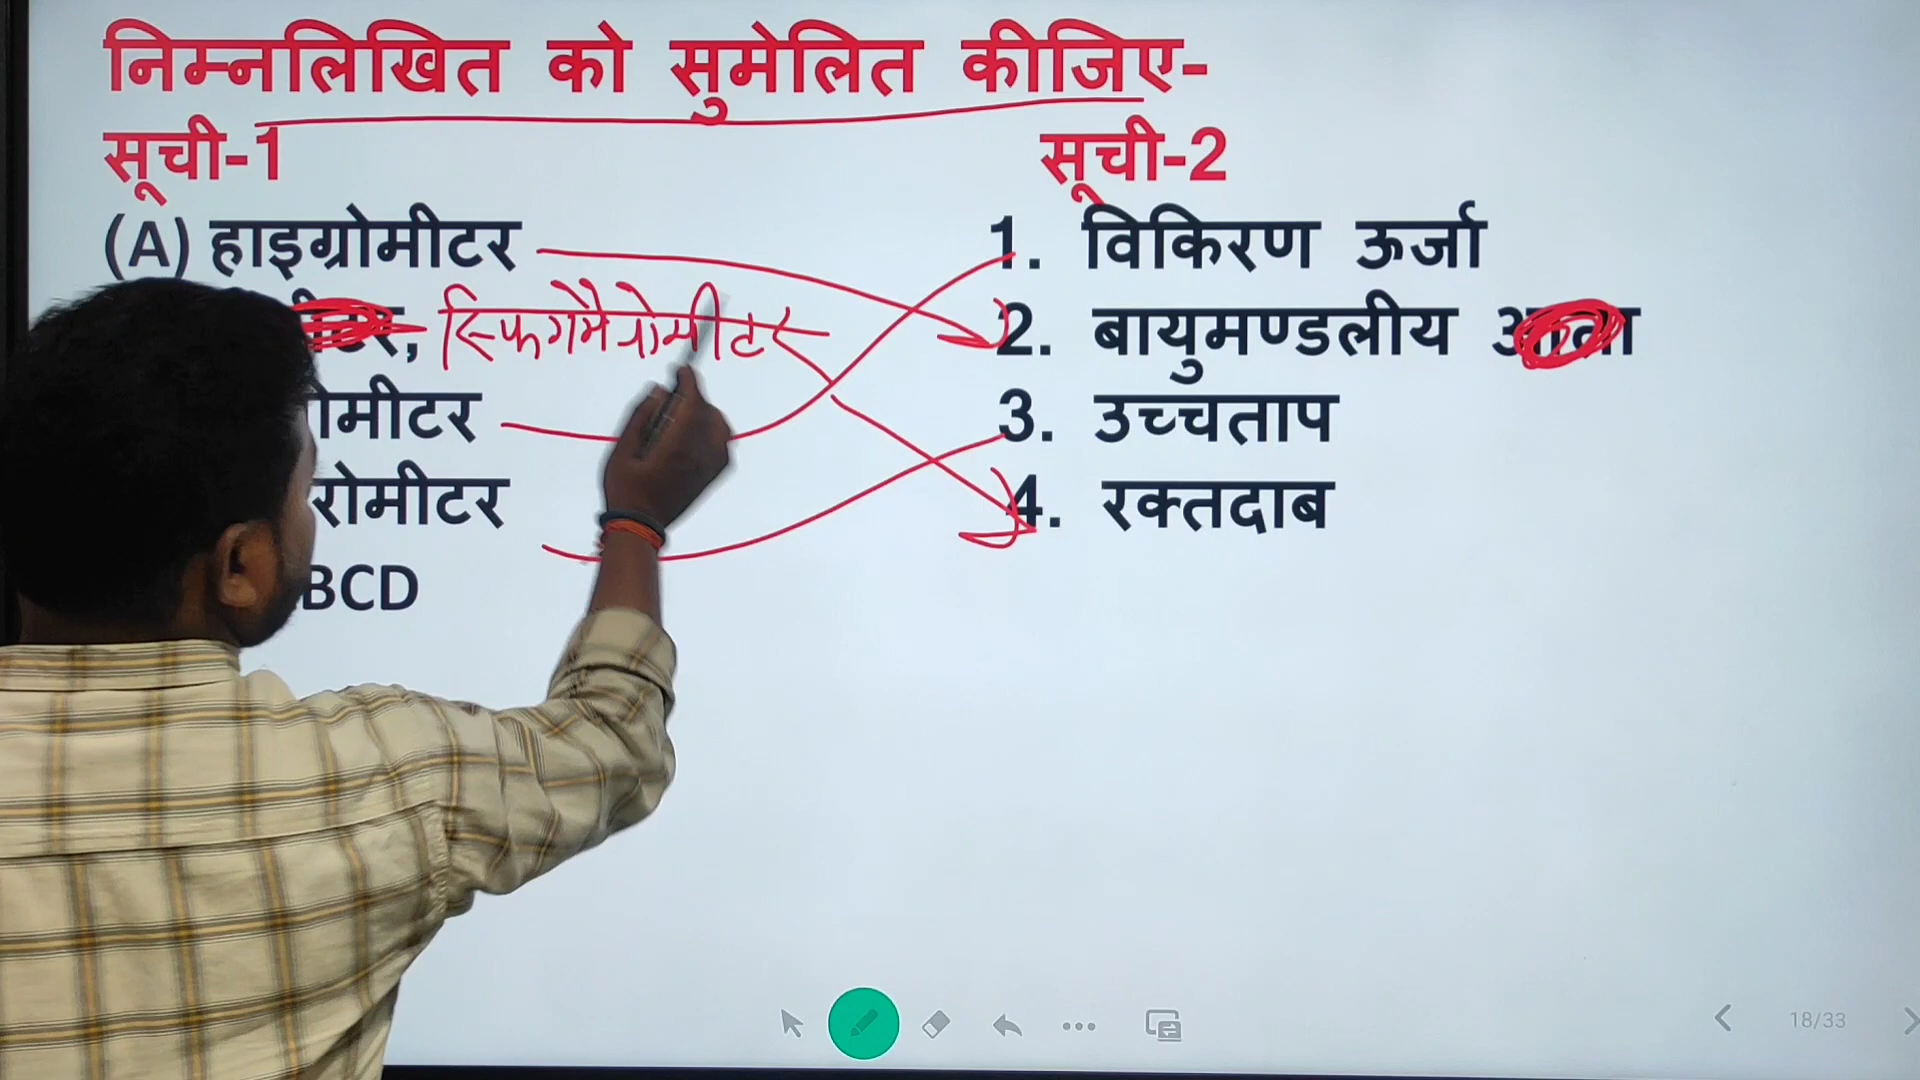 निम्नलिखित को सुमेलित कीजिए-
सूची-1 सूची-2
(A) हाइग्रोमीटर 1. विकिरण ऊर्जा
स्फिगमैनोमीटर 2. बायुमण्डलीय
ोमीटर 3. उच्चताप
रोमीटर 4. रक्तदाब
BCD
18/33